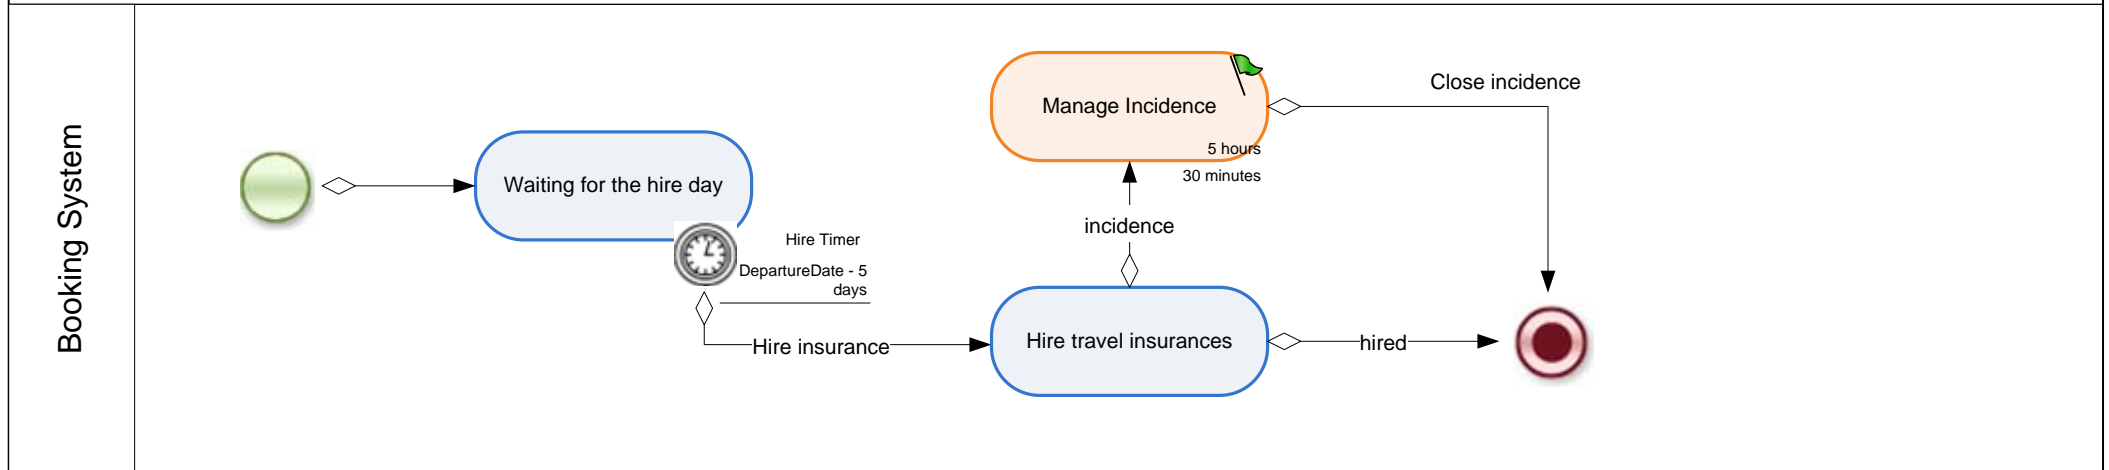 Booking System
Waiting for the hire day
Hire Timer
DepartureDate - 5
days
Hire insurance
Manage Incidence
5 hours
30 minutes
incidence
Hire travel insurances
Close incidence
hired